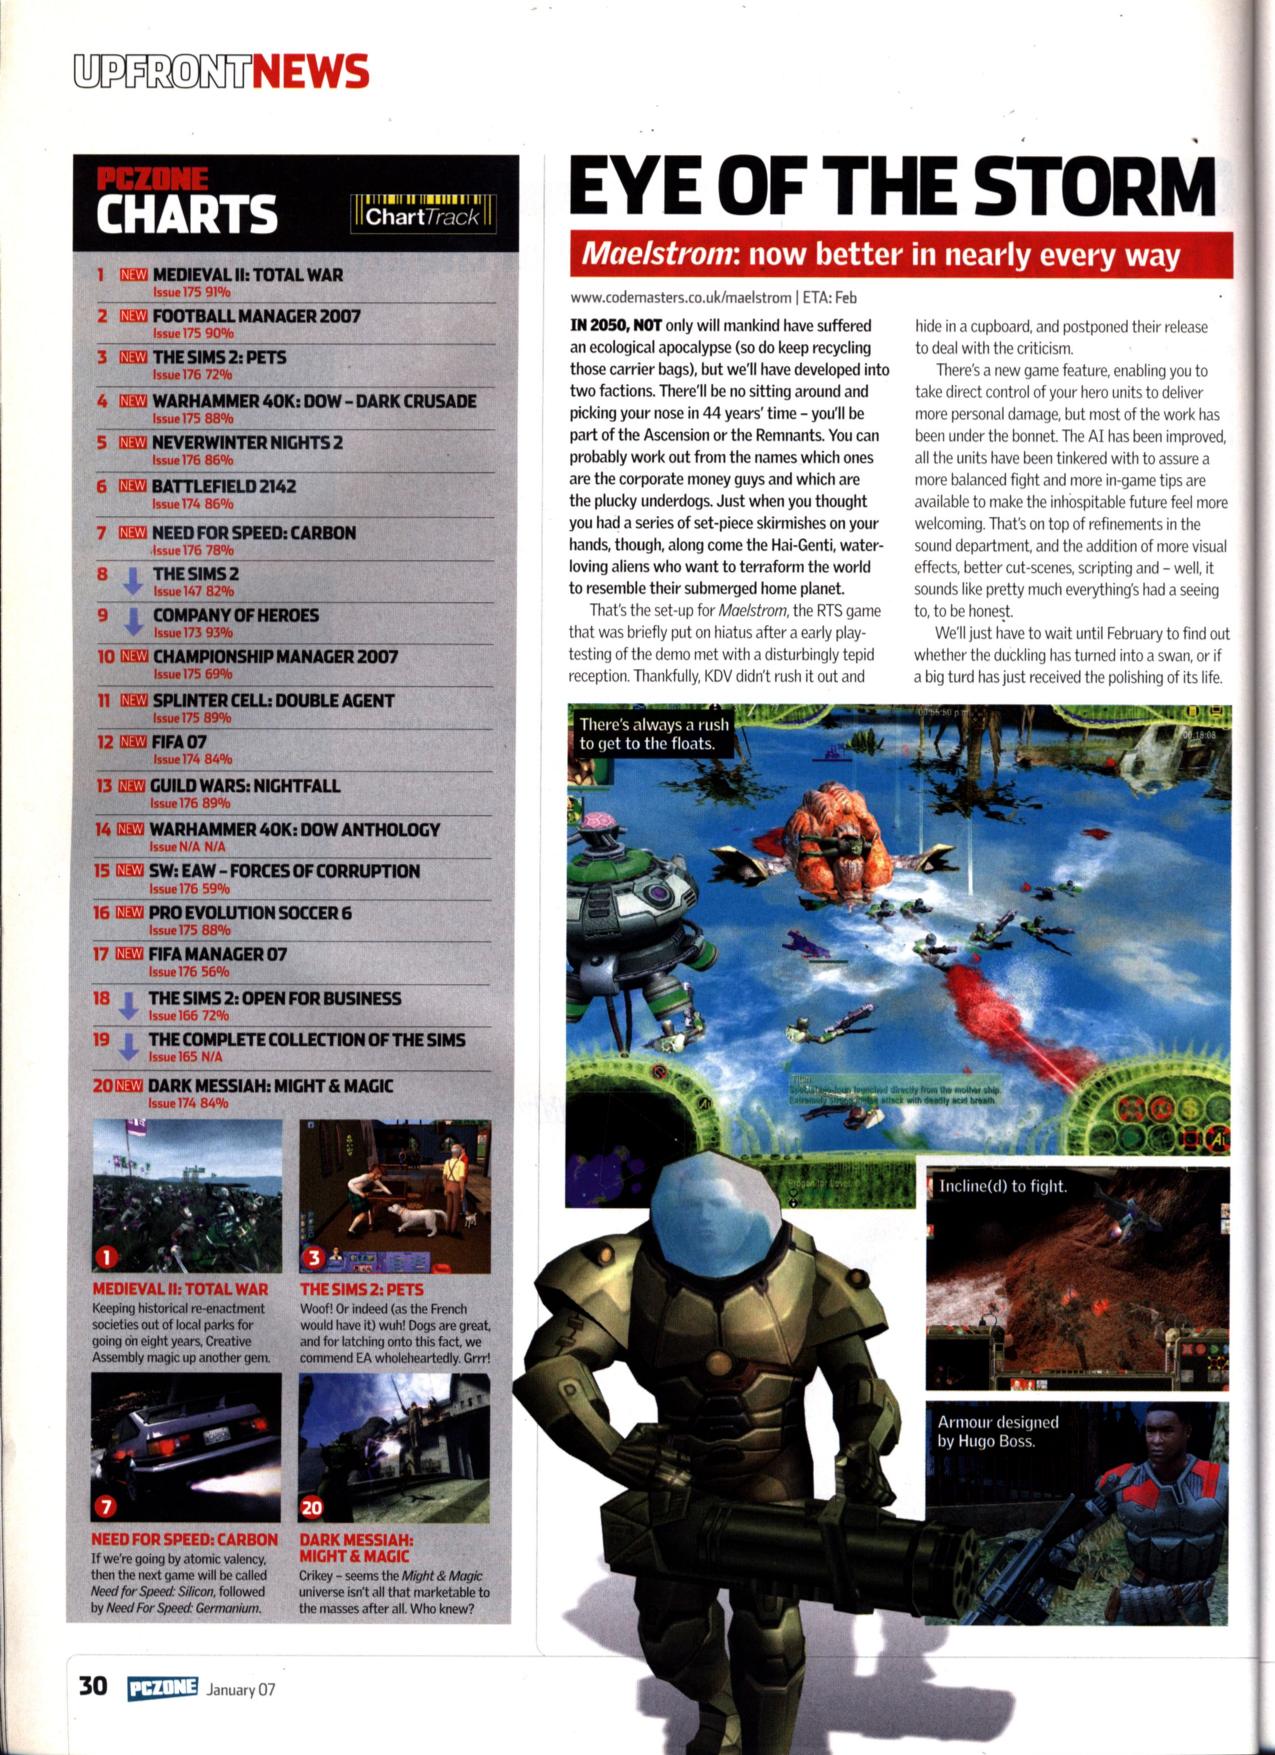 UPFRONTNEWS
PCZONE
CHARTS
ChartTrack
1 NEW MEDIEVAL II: TOTAL WAR
Issue 175 91%
2 NEW FOOTBALL MANAGER 2007
Issue 175 90%
3 NEW THE SIMS 2: PETS
Issue 176 72%
4 NEW WARHAMMER 40K: DOW – DARK CRUSADE
Issue 175 88%
5 NEW NEVERWINTER NIGHTS 2
Issue 176 86%
6 NEW BATTLEFIELD 2142
Issue 174 86%
7 NEW NEED FOR SPEED: CARBON
Issue 176 78%
8 THE SIMS 2
Issue 147 82%
9 COMPANY OF HEROES
Issue 173 93%
10 NEW CHAMPIONSHIP MANAGER 2007
Issue 175 69%
11 NEW SPLINTER CELL: DOUBLE AGENT
Issue 175 89%
12 NEW FIFA 07
Issue 174 84%
13 NEW GUILD WARS: NIGHTFALL
Issue 176 89%
14 NEW WARHAMMER 40K: DOW ANTHOLOGY
Issue N/A N/A
15 NEW SW: EAW – FORCES OF CORRUPTION
Issue 176 59%
16 NEW PRO EVOLUTION SOCCER 6
Issue 175 88%
17 NEW FIFA MANAGER 07
Issue 176 56%
18 THE SIMS 2: OPEN FOR BUSINESS
Issue 166 72%
19 THE COMPLETE COLLECTION OF THE SIMS
Issue 165 N/A
20 NEW DARK MESSIAH: MIGHT & MAGIC
Issue 174 84%
1
MEDIEVAL II: TOTAL WAR
Keeping historical re-enactment
societies out of local parks for
going on eight years, Creative
Assembly magic up another gem.
3
THE SIMS 2: PETS
Woof! Or indeed (as the French
would have it) wuh! Dogs are great,
and for latching onto this fact, we
commend EA wholeheartedly. Grrr!
7
NEED FOR SPEED: CARBON
If we're going by atomic valency,
then the next game will be called
Need for Speed: Silicon, followed
by Need For Speed: Germanium.
20
DARK MESSIAH:
MIGHT & MAGIC
Crikey – seems the Might & Magic
universe isn't all that marketable to
the masses after all. Who knew?
EYE OF THE STORM
Maelstrom: now better in nearly every way
www.codemasters.co.uk/maelstrom | ETA: Feb
IN 2050, NOT only will mankind have suffered
an ecological apocalypse (so do keep recycling
those carrier bags), but we'll have developed into
two factions. There'll be no sitting around and
picking your nose in 44 years' time – you'll be
part of the Ascension or the Remnants. You can
probably work out from the names which ones
are the corporate money guys and which are
the plucky underdogs. Just when you thought
you had a series of set-piece skirmishes on your
hands, though, along come the Hai-Genti, water-
loving aliens who want to terraform the world
to resemble their submerged home planet.
That's the set-up for Maelstrom, the RTS game
that was briefly put on hiatus after a early play-
testing of the demo met with a disturbingly tepid
reception. Thankfully, KDV didn't rush it out and
hide in a cupboard, and postponed their release
to deal with the criticism.
There's a new game feature, enabling you to
take direct control of your hero units to deliver
more personal damage, but most of the work has
been under the bonnet. The AI has been improved,
all the units have been tinkered with to assure a
more balanced fight and more in-game tips are
available to make the inhospitable future feel more
welcoming. That's on top of refinements in the
sound department, and the addition of more visual
effects, better cut-scenes, scripting and – well, it
sounds like pretty much everything's had a seeing
to, to be honest.
We'll just have to wait until February to find out
whether the duckling has turned into a swan, or if
a big turd has just received the polishing of its life.
There's always a rush
to get to the floats.
00:18:08
launched directly from the mother ship.
Extremely strong attack with deadly acid breath
Incline(d) to fight.
Armour designed
by Hugo Boss.
30 PCZONE January 07